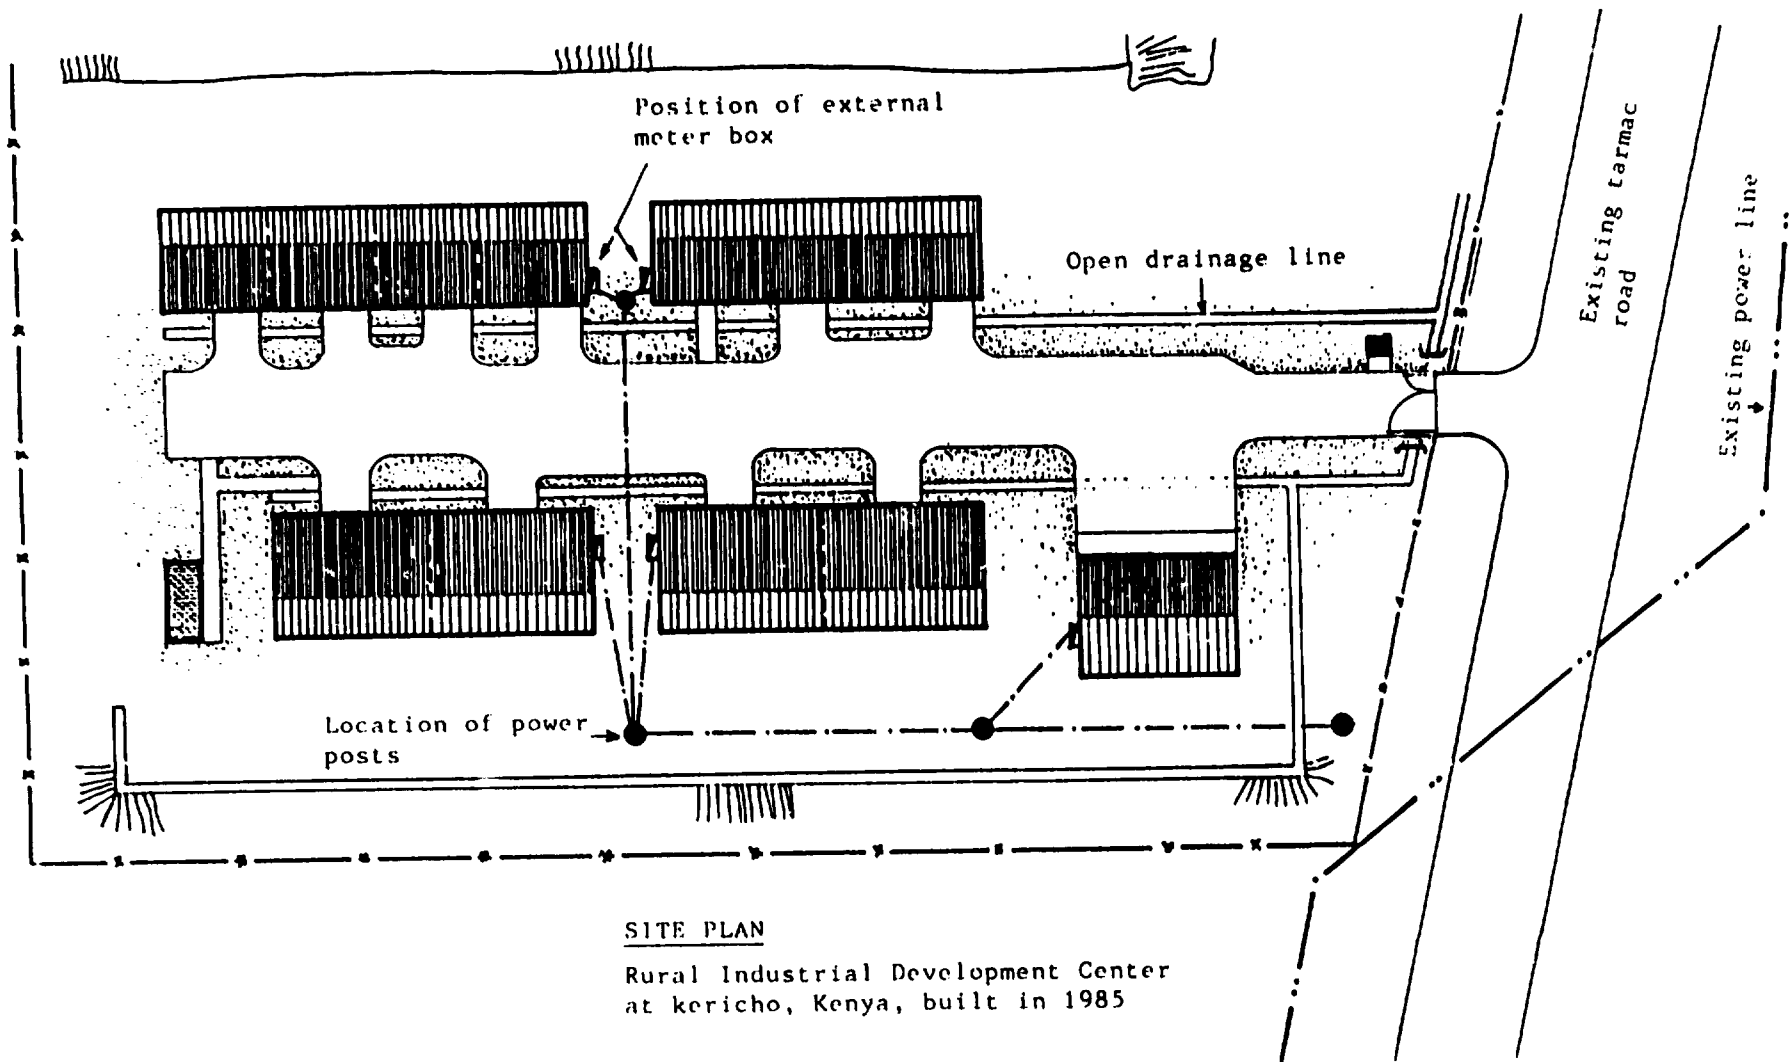 Position of external
meter box
Open drainage line
Existing tarmac
road
Existing power line
Location of power
posts
SITE PLAN
Rural Industrial Development Center
at kericho, Kenya, built in 1985